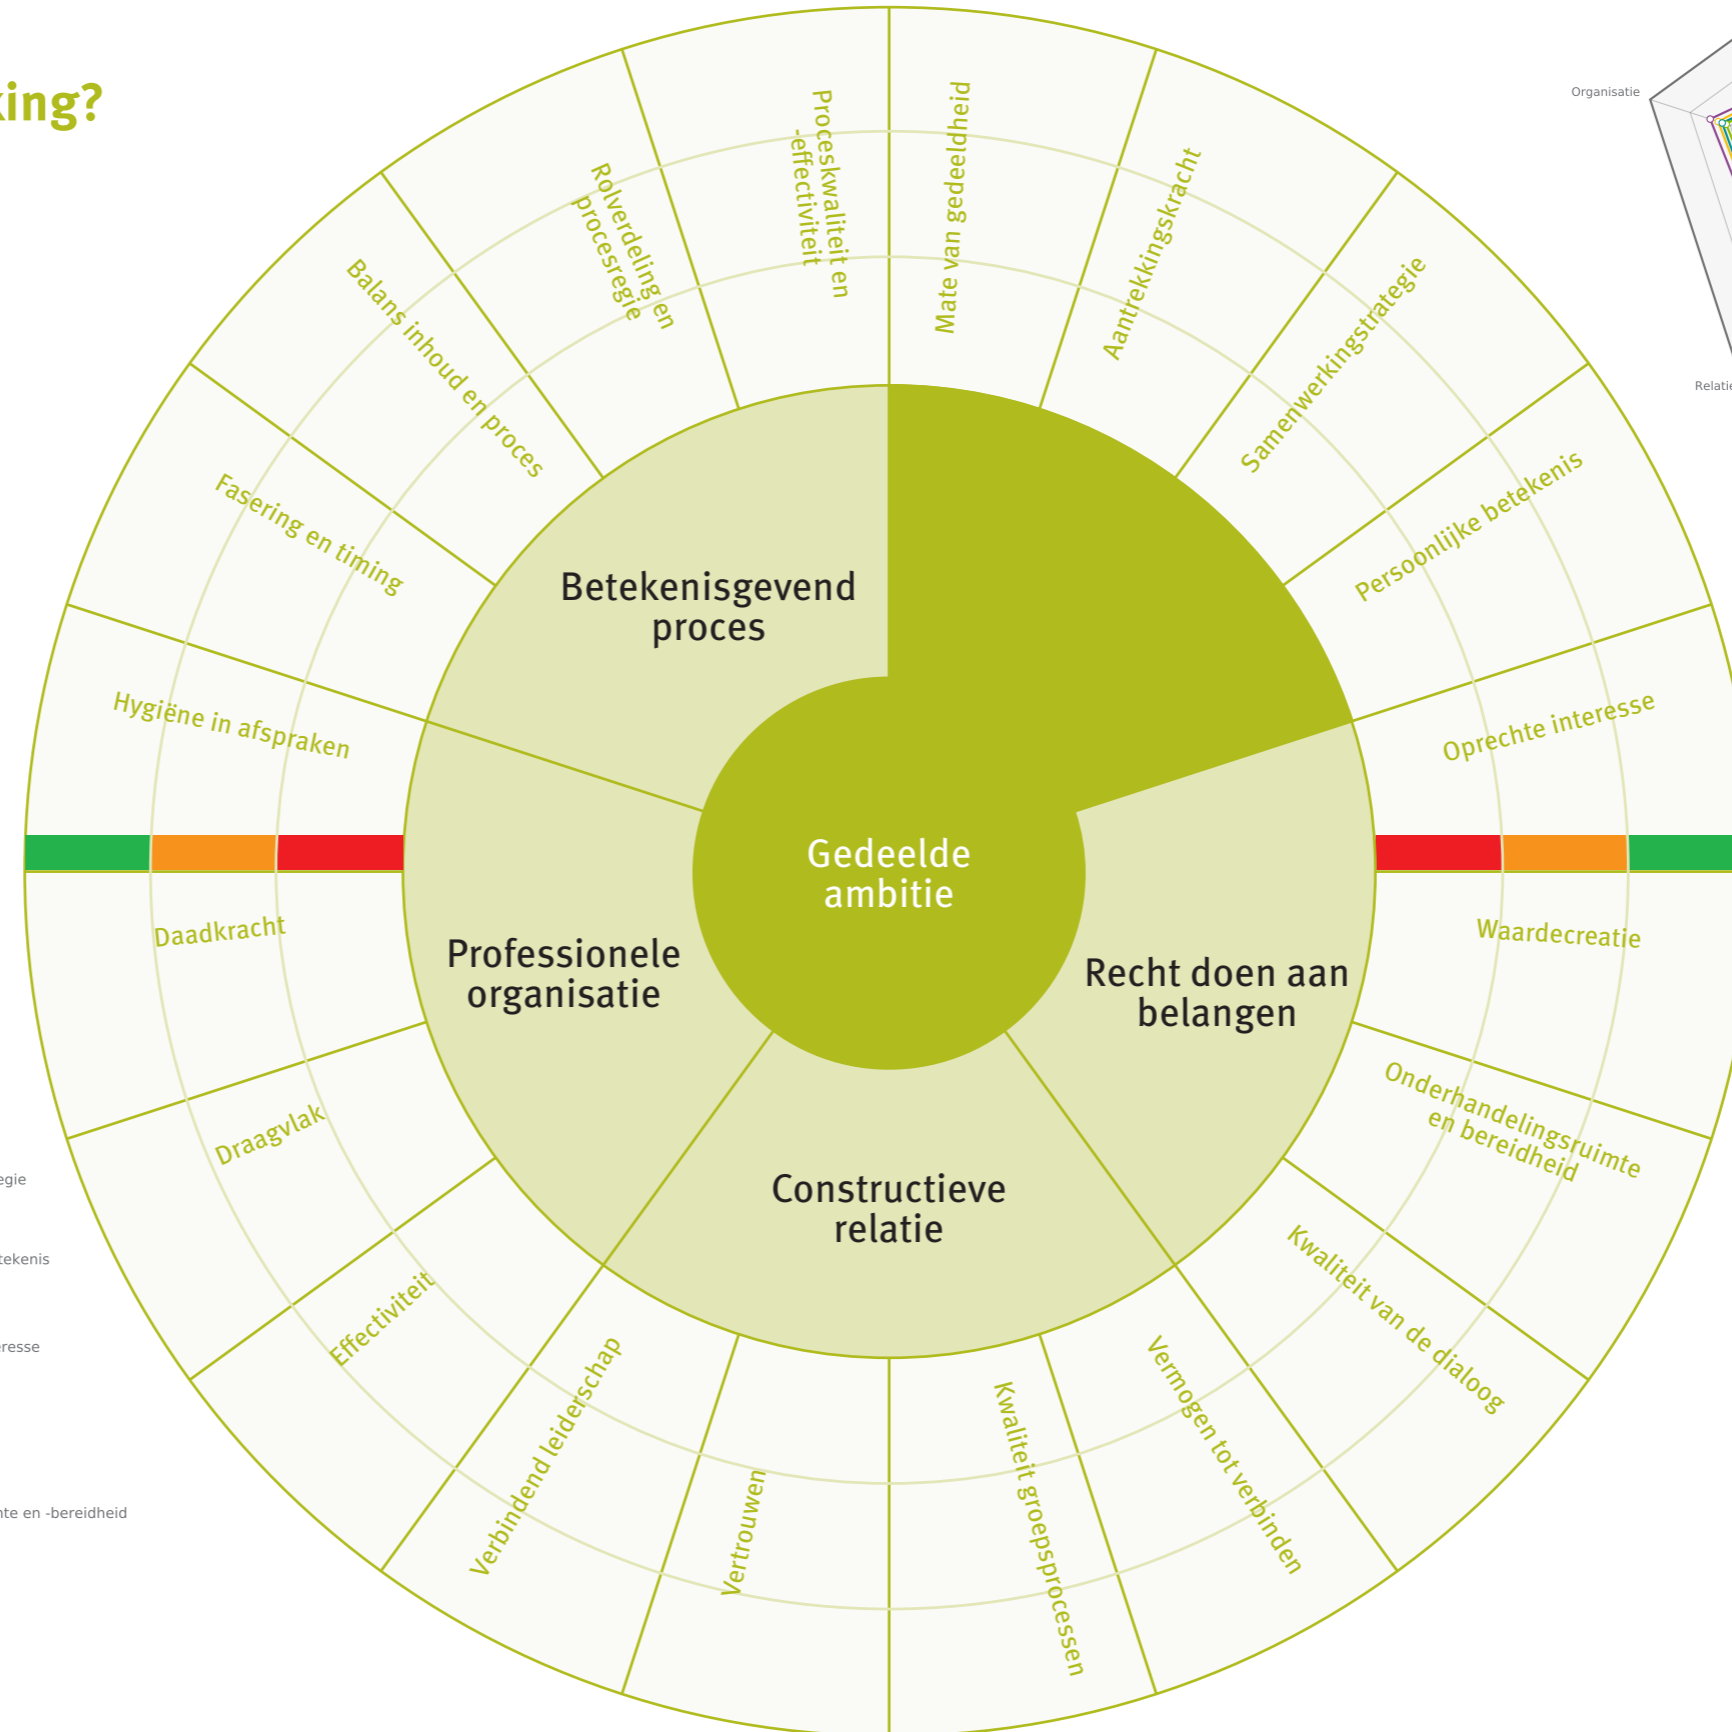 king?
Organisatie
Relatie
Proceskwaliteit en
-effectiviteit
Mate van gedeeldheid
Aantrekkingskracht
Samenwerkingstrategie
Persoonlijke betekenis
Oprechte interesse
Waardecreatie
Onderhandelingsruimte
en bereidheid
Kwaliteit van de dialoog
Vermogen tot verbinden
Kwaliteit groepsprocessen
Vertrouwen
Verbindend leiderschap
Effectiviteit
Draagvlak
Daadkracht
Hygiëne in afspraken
Fasering en timing
Balans inhoud en proces
Rolverdeling en
procesregie
Betekenisgevend
proces
Gedeelde
ambitie
Professionele
organisatie
Recht doen aan
belangen
Constructieve
relatie
egie
tekenis
resse
nte en -bereidheid